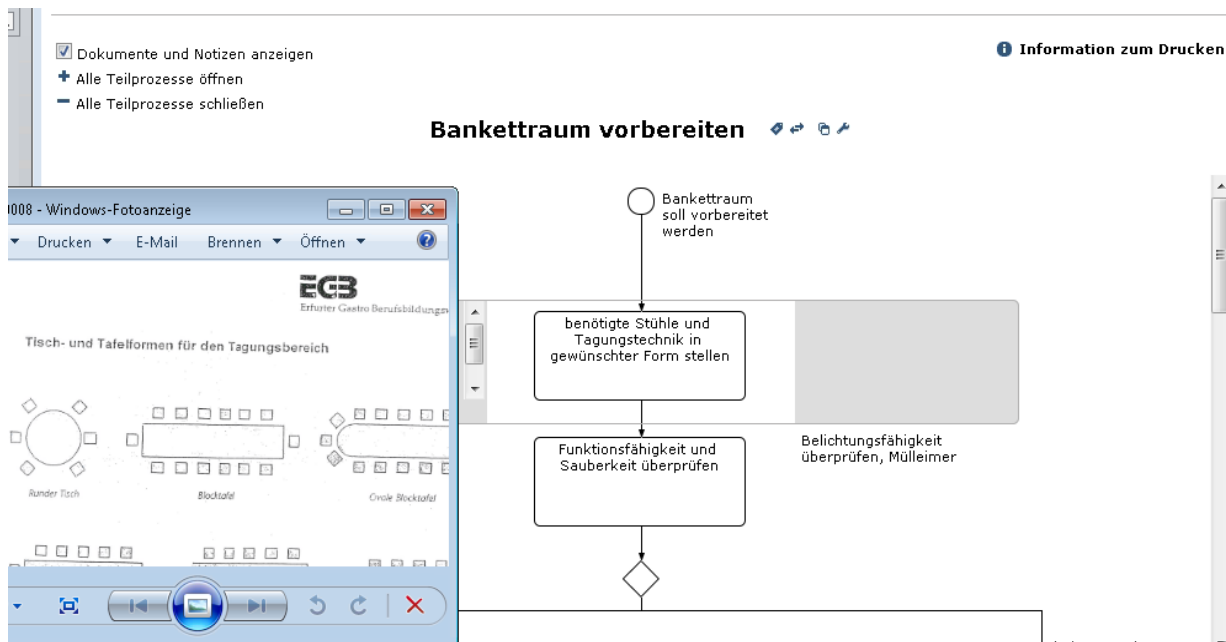 Dokumente und Notizen anzeigen
Alle Teilprozesse öffnen
Alle Teilprozesse schließen
Information zum Drucken
Bankettraum vorbereiten
0008 - Windows-Fotoanzeige
Drucken
E-Mail
Brennen
Öffnen
EGB
Erfurter Gastro Berufsbildungs
Tisch- und Tafelformen für den Tagungsbereich
Runder Tisch
Blocktafel
Ovale Blocktafel
Bankettraum
soll vorbereitet
werden
benötigte Stühle und
Tagungstechnik in
gewünschter Form stellen
Funktionsfähigkeit und
Sauberkeit überprüfen
Belichtungsfähigkeit
überprüfen, Mülleimer